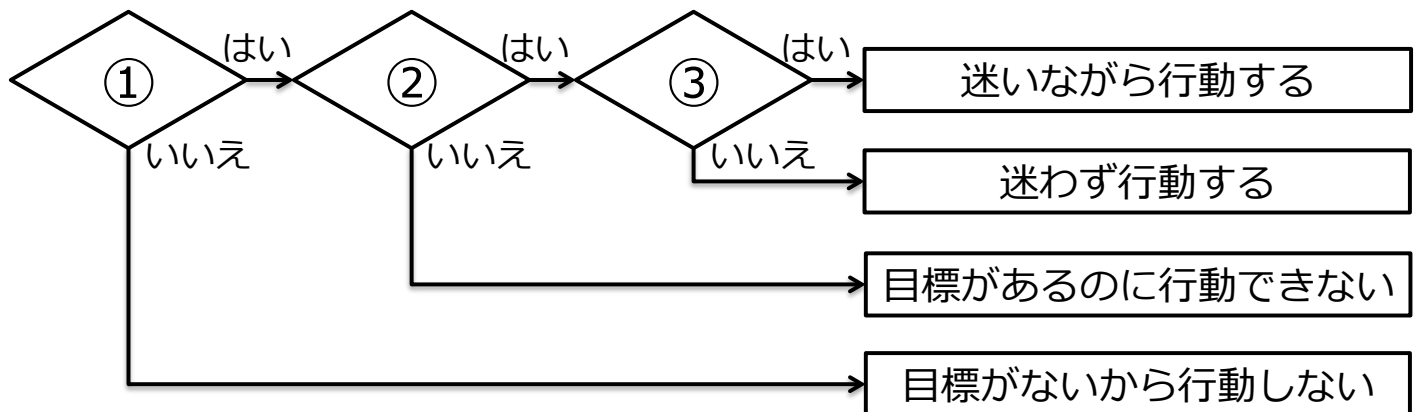 ① はい ② はい ③ はい 迷いながら行動する
いいえ いいえ いいえ 迷わず行動する
目標があるのに行動できない
目標がないから行動しない